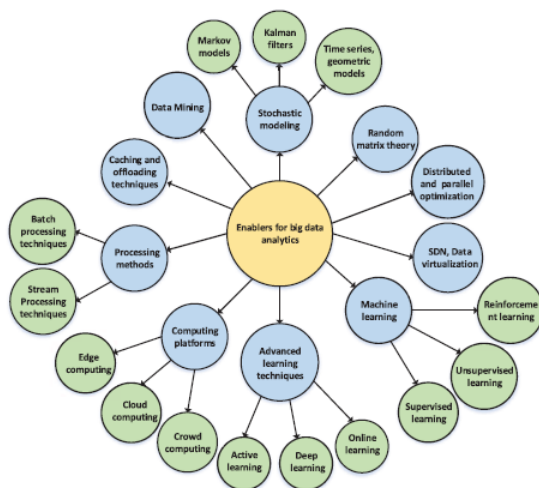 Kalman
filters
Markov
models
Time series,
geometric
models
Data Mining
Stochastic
modeling
Random
matrix theory
Caching and
offloading
techniques
Distributed
and parallel
optimization
Enablers for big data
analytics
Batch
processing
techniques
Processing
methods
SDN, Data
virtualization
Stream
Processing
techniques
Machine
learning
Reinforceme
nt learning
Computing
platforms
Advanced
learning
techniques
Edge
computing
Unsupervised
learning
Cloud
computing
Supervised
learning
Crowd
computing
Active
learning
Deep
learning
Online
learning